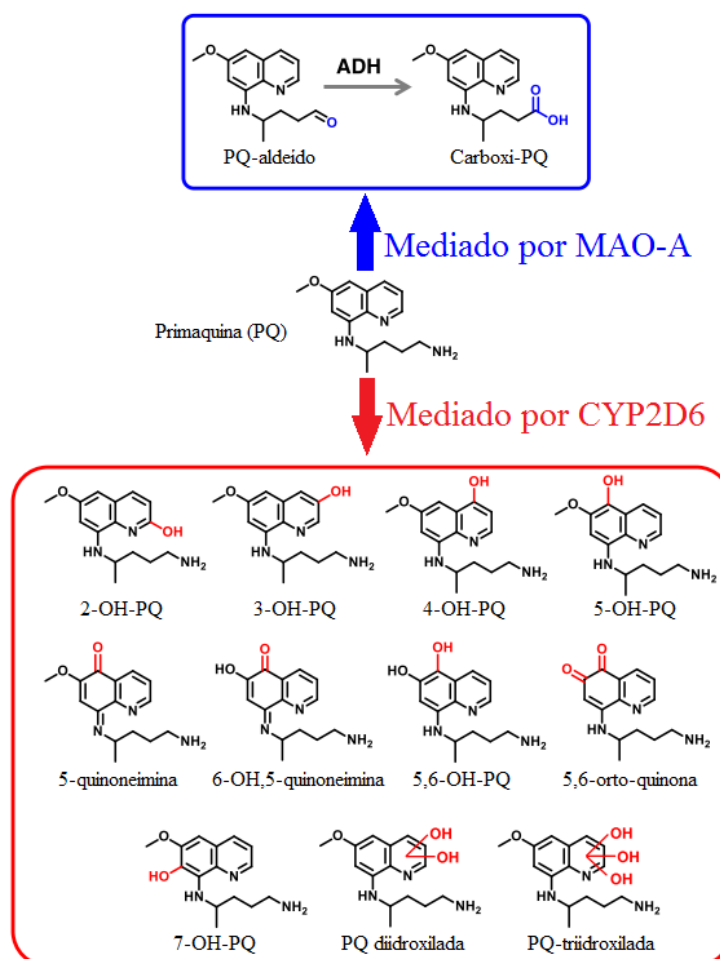 ADH
PQ-aldeído
Carboxi-PQ
Mediado por MAO-A
Primaquina (PQ)
Mediado por CYP2D6
2-OH-PQ
3-OH-PQ
4-OH-PQ
5-OH-PQ
5-quinoneimina
6-OH,5-quinoneimina
5,6-OH-PQ
5,6-orto-quinona
7-OH-PQ
PQ diidroxilada
PQ-triidroxilada